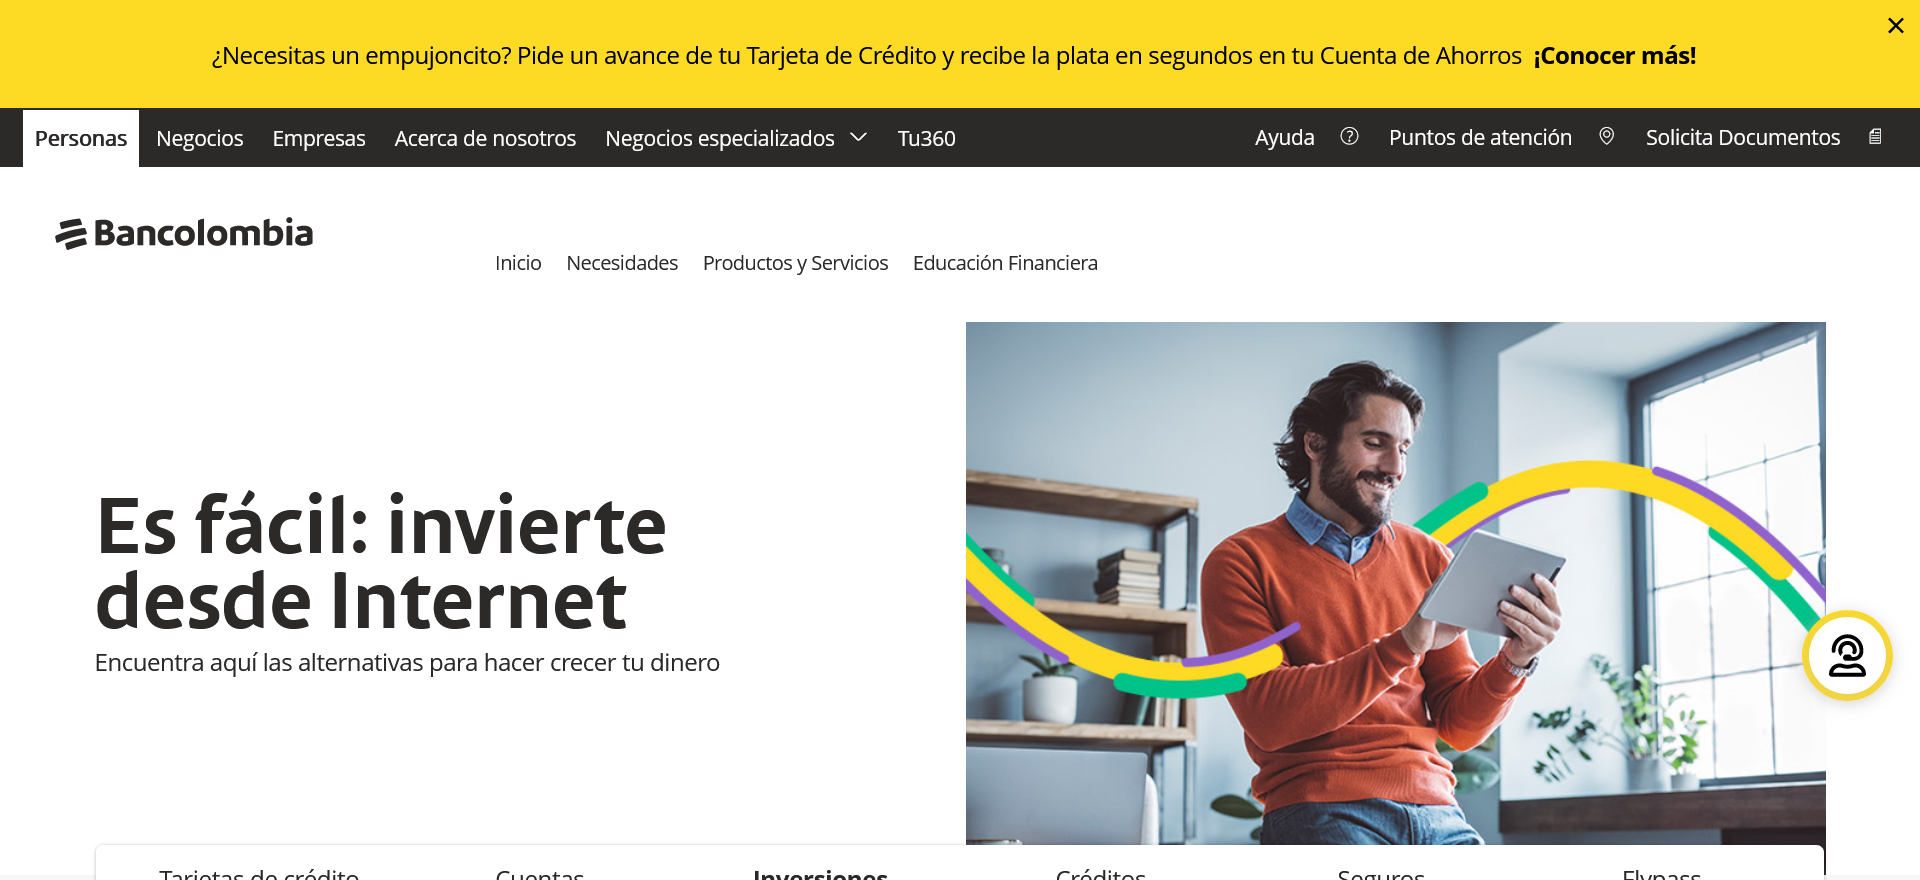 ¿Necesitas un empujoncito? Pide un avance de tu Tarjeta de Crédito y recibe la plata en segundos en tu Cuenta de Ahorros ¡Conocer más!
Personas Negocios Empresas Acerca de nosotros Negocios especializados Tu360 Ayuda Puntos de atención Solicita Documentos
Bancolombia
Inicio Necesidades Productos y Servicios Educación Financiera
Es fácil: invierte
desde Internet
Encuentra aquí las alternativas para hacer crecer tu dinero
Tarjetas de crédito Cuentas Inversiones Créditos Seguros Flypass